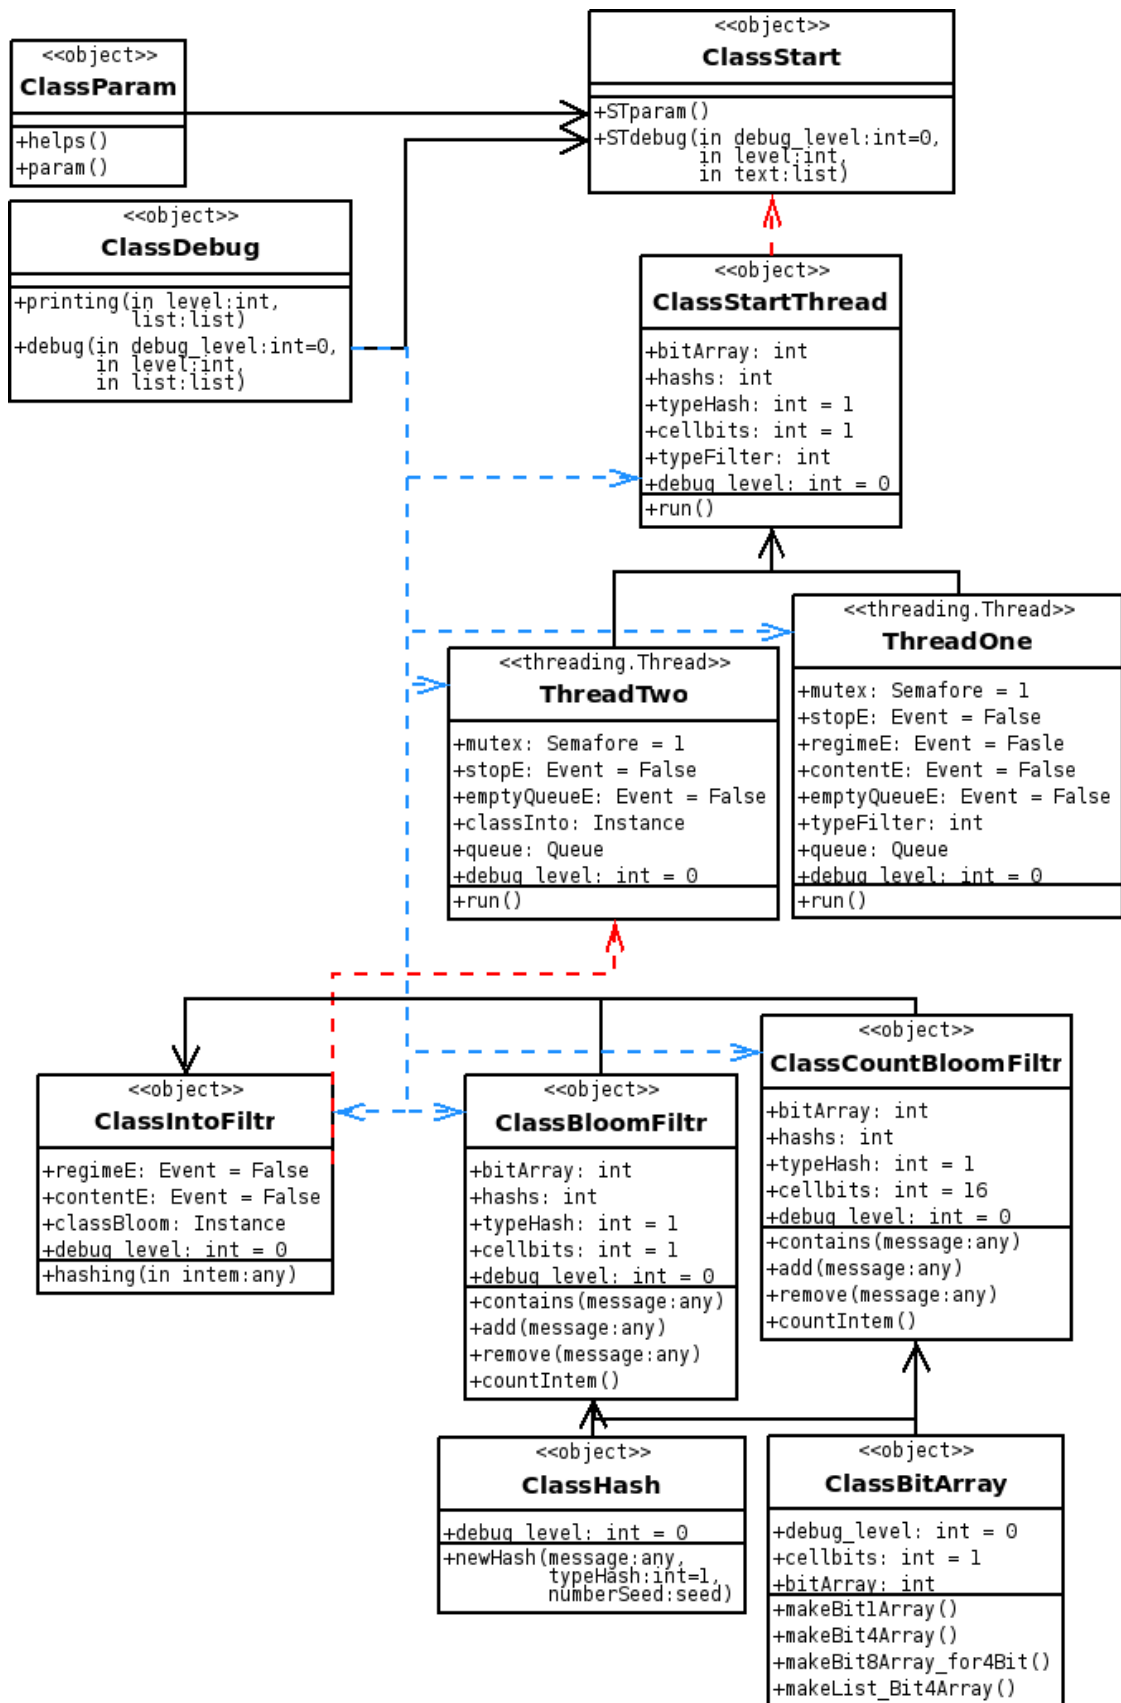 <<object>>
ClassParam
+helps()
+param()
<<object>>
ClassStart
+STparam()
+STdebug(in debug_level:int=0,
in level:int,
in text:list)
<<object>>
ClassDebug
+printing(in level:int,
list:list)
+debug(in debug_level:int=0,
in level:int,
in list:list)
<<object>>
ClassStartThread
+bitArray: int
+hashs: int
+typeHash: int = 1
+cellbits: int = 1
+typeFilter: int
+debug_level: int = 0
+run()
<<threading.Thread>>
ThreadOne
+mutex: Semafore = 1
+stopE: Event = False
+regimeE: Event = Fasle
+contentE: Event = False
+emptyQueueE: Event = False
+typeFilter: int
+queue: Queue
+debug_level: int = 0
+run()
<<threading.Thread>>
ThreadTwo
+mutex: Semafore = 1
+stopE: Event = False
+emptyQueueE: Event = False
+classInto: Instance
+queue: Queue
+debug_level: int = 0
+run()
<<object>>
ClassIntoFiltr
+regimeE: Event = False
+contentE: Event = False
+classBloom: Instance
+debug_level: int = 0
+hashing(in intem:any)
<<object>>
ClassBloomFiltr
+bitArray: int
+hashs: int
+typeHash: int = 1
+cellbits: int = 1
+debug_level: int = 0
+contains(message:any)
+add(message:any)
+remove(message:any)
+countIntem()
<<object>>
ClassCountBloomFiltr
+bitArray: int
+hashs: int
+typeHash: int = 1
+cellbits: int = 16
+debug_level: int = 0
+contains(message:any)
+add(message:any)
+remove(message:any)
+countIntem()
<<object>>
ClassHash
+debug_level: int = 0
+newHash(message:any,
typeHash:int=1,
numberSeed:seed)
<<object>>
ClassBitArray
+debug_level: int = 0
+cellbits: int = 1
+bitArray: int
+makeBit1Array()
+makeBit4Array()
+makeBit8Array_for4Bit()
+makeList_Bit4Array()